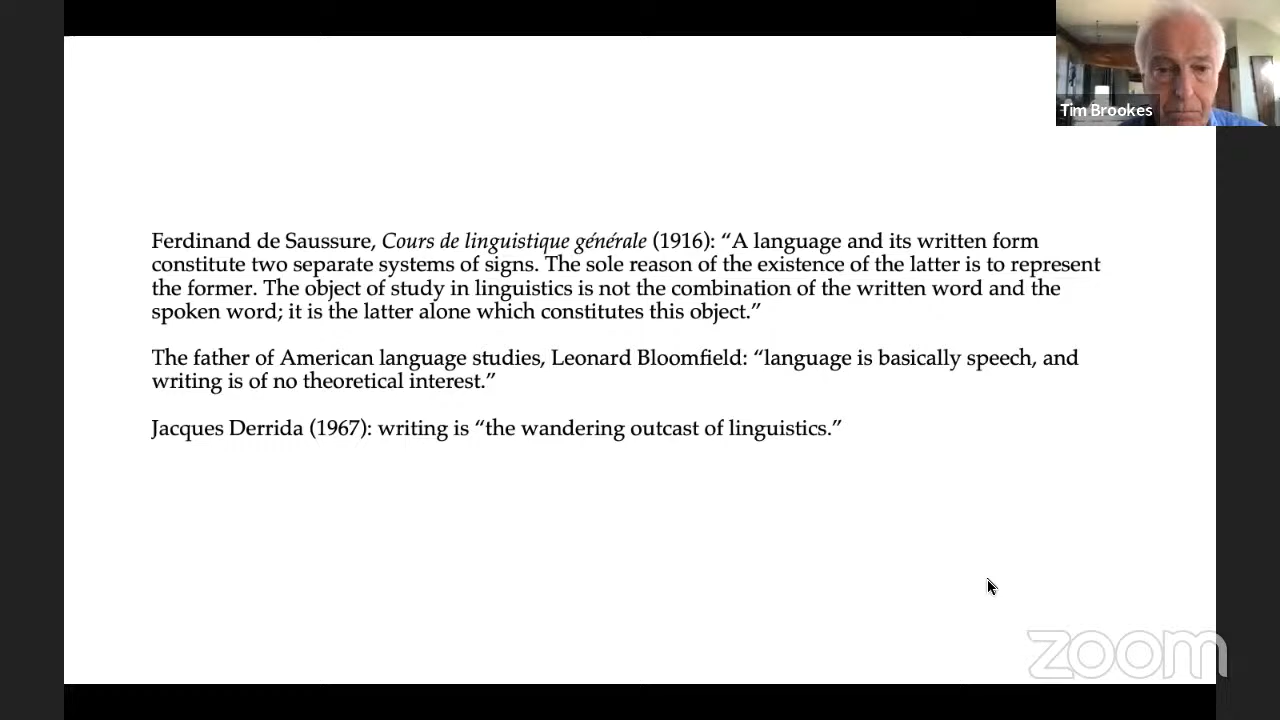 Tim Brookes
Ferdinand de Saussure, Cours de linguistique générale (1916): “A language and its written form
constitute two separate systems of signs. The sole reason of the existence of the latter is to represent
the former. The object of study in linguistics is not the combination of the written word and the
spoken word; it is the latter alone which constitutes this object.”
The father of American language studies, Leonard Bloomfield: “language is basically speech, and
writing is of no theoretical interest.”
Jacques Derrida (1967): writing is “the wandering outcast of linguistics.”
zoom